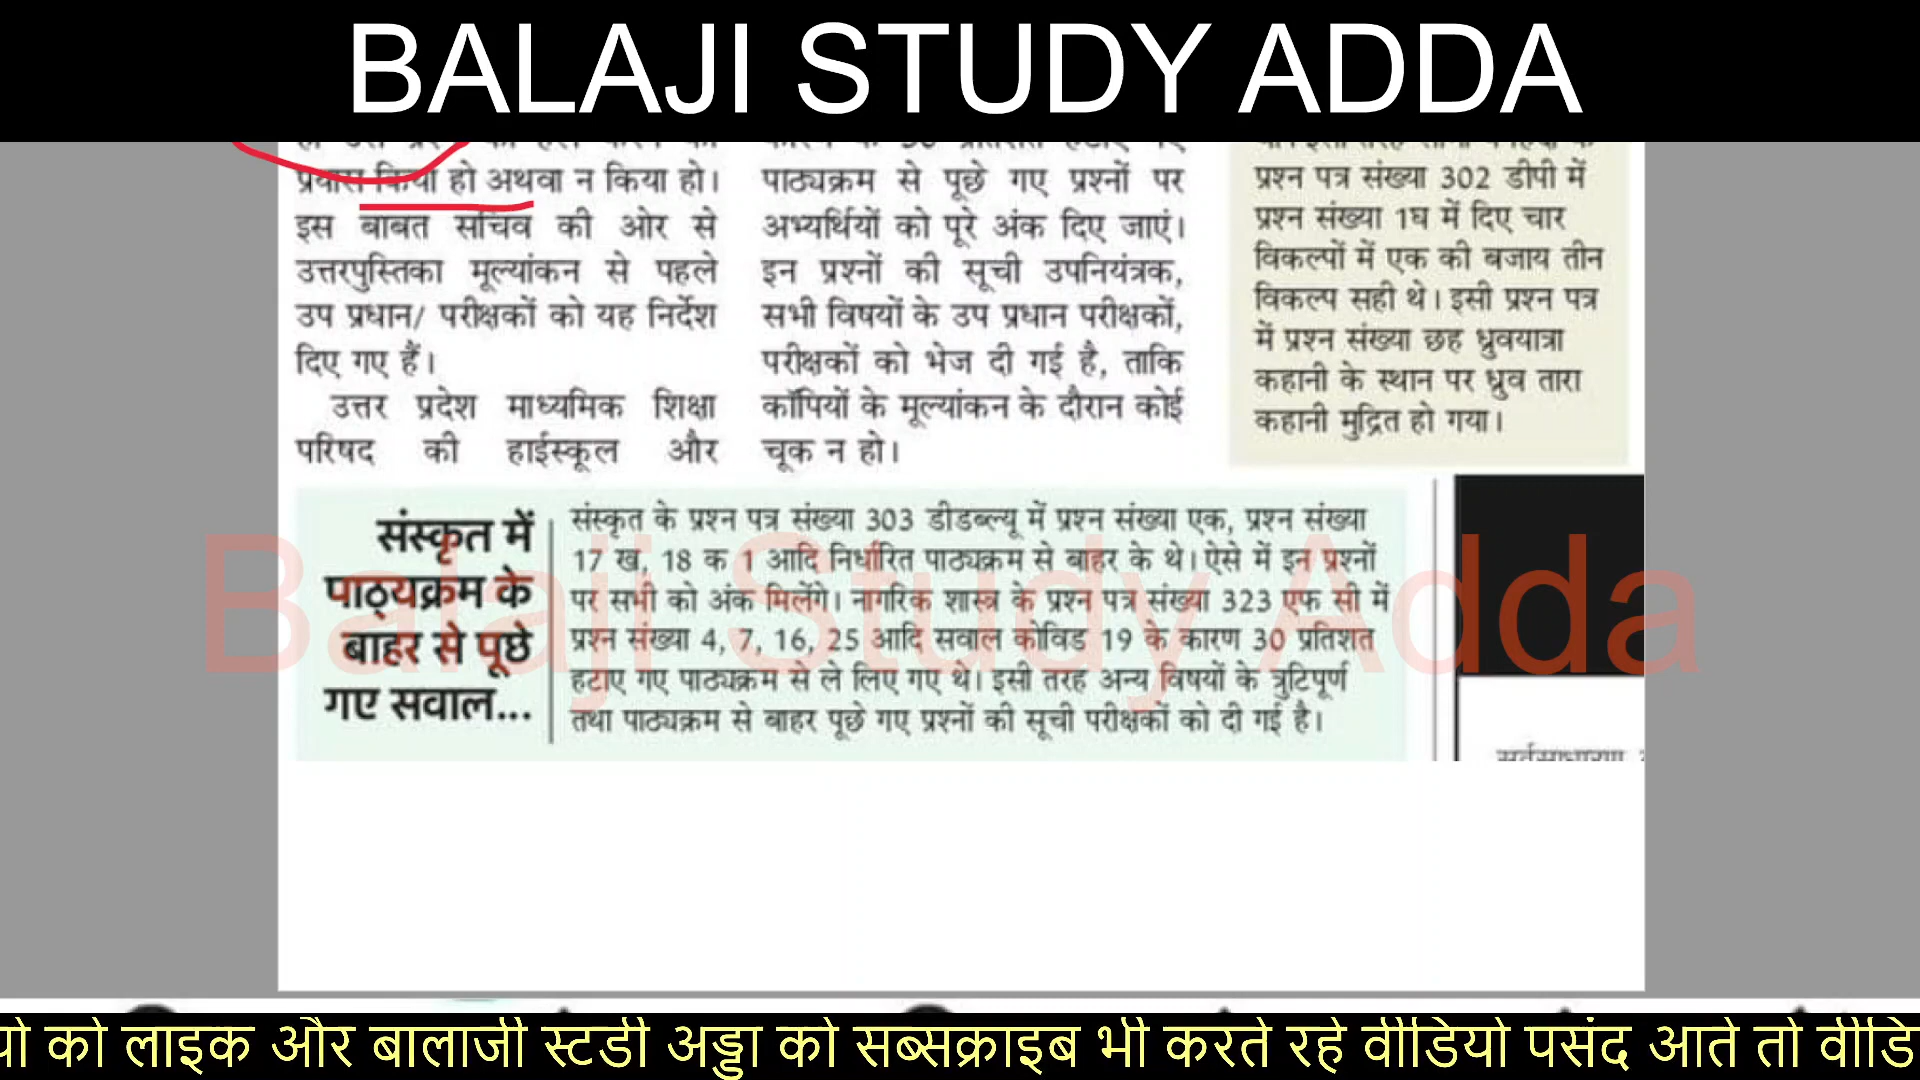 BALAJI STUDY ADDA
प्रयास किया हो अथवा न किया हो।
इस बाबत सचिव की ओर से
उत्तरपुस्तिका मूल्यांकन से पहले
उप प्रधान/ परीक्षकों को यह निर्देश
दिए गए हैं।
उत्तर प्रदेश माध्यमिक शिक्षा
परिषद की हाईस्कूल और
पाठ्यक्रम से पूछे गए प्रश्नों पर
अभ्यर्थियों को पूरे अंक दिए जाएं।
इन प्रश्नों की सूची उपनियंत्रक,
सभी विषयों के उप प्रधान परीक्षकों,
परीक्षकों को भेज दी गई है, ताकि
कॉपियों के मूल्यांकन के दौरान कोई
चूक न हो।
प्रश्न पत्र संख्या 302 डीपी में
प्रश्न संख्या 1घ में दिए चार
विकल्पों में एक की बजाय तीन
विकल्प सही थे। इसी प्रश्न पत्र
में प्रश्न संख्या छह ध्रुवयात्रा
कहानी के स्थान पर ध्रुव तारा
कहानी मुद्रित हो गया।
संस्कृत में
पाठ्यक्रम के
बाहर से पूछे
गए सवाल...
संस्कृत के प्रश्न पत्र संख्या 303 डीडब्ल्यू में प्रश्न संख्या एक, प्रश्न संख्या
17 ख, 18 क 1 आदि निर्धारित पाठ्यक्रम से बाहर के थे। ऐसे में इन प्रश्नों
पर सभी को अंक मिलेंगे। नागरिक शास्त्र के प्रश्न पत्र संख्या 323 एफ सी में
प्रश्न संख्या 4, 7, 16, 25 आदि सवाल कोविड 19 के कारण 30 प्रतिशत
हटाए गए पाठ्यक्रम से ले लिए गए थे। इसी तरह अन्य विषयों के त्रुटिपूर्ण
तथा पाठ्यक्रम से बाहर पूछे गए प्रश्नों की सूची परीक्षकों को दी गई है।
Balaji Study Adda
को लाइक और बालाजी स्टडी अड्डा को सब्सक्राइब भी करते रहे वीडियो पसंद आते तो